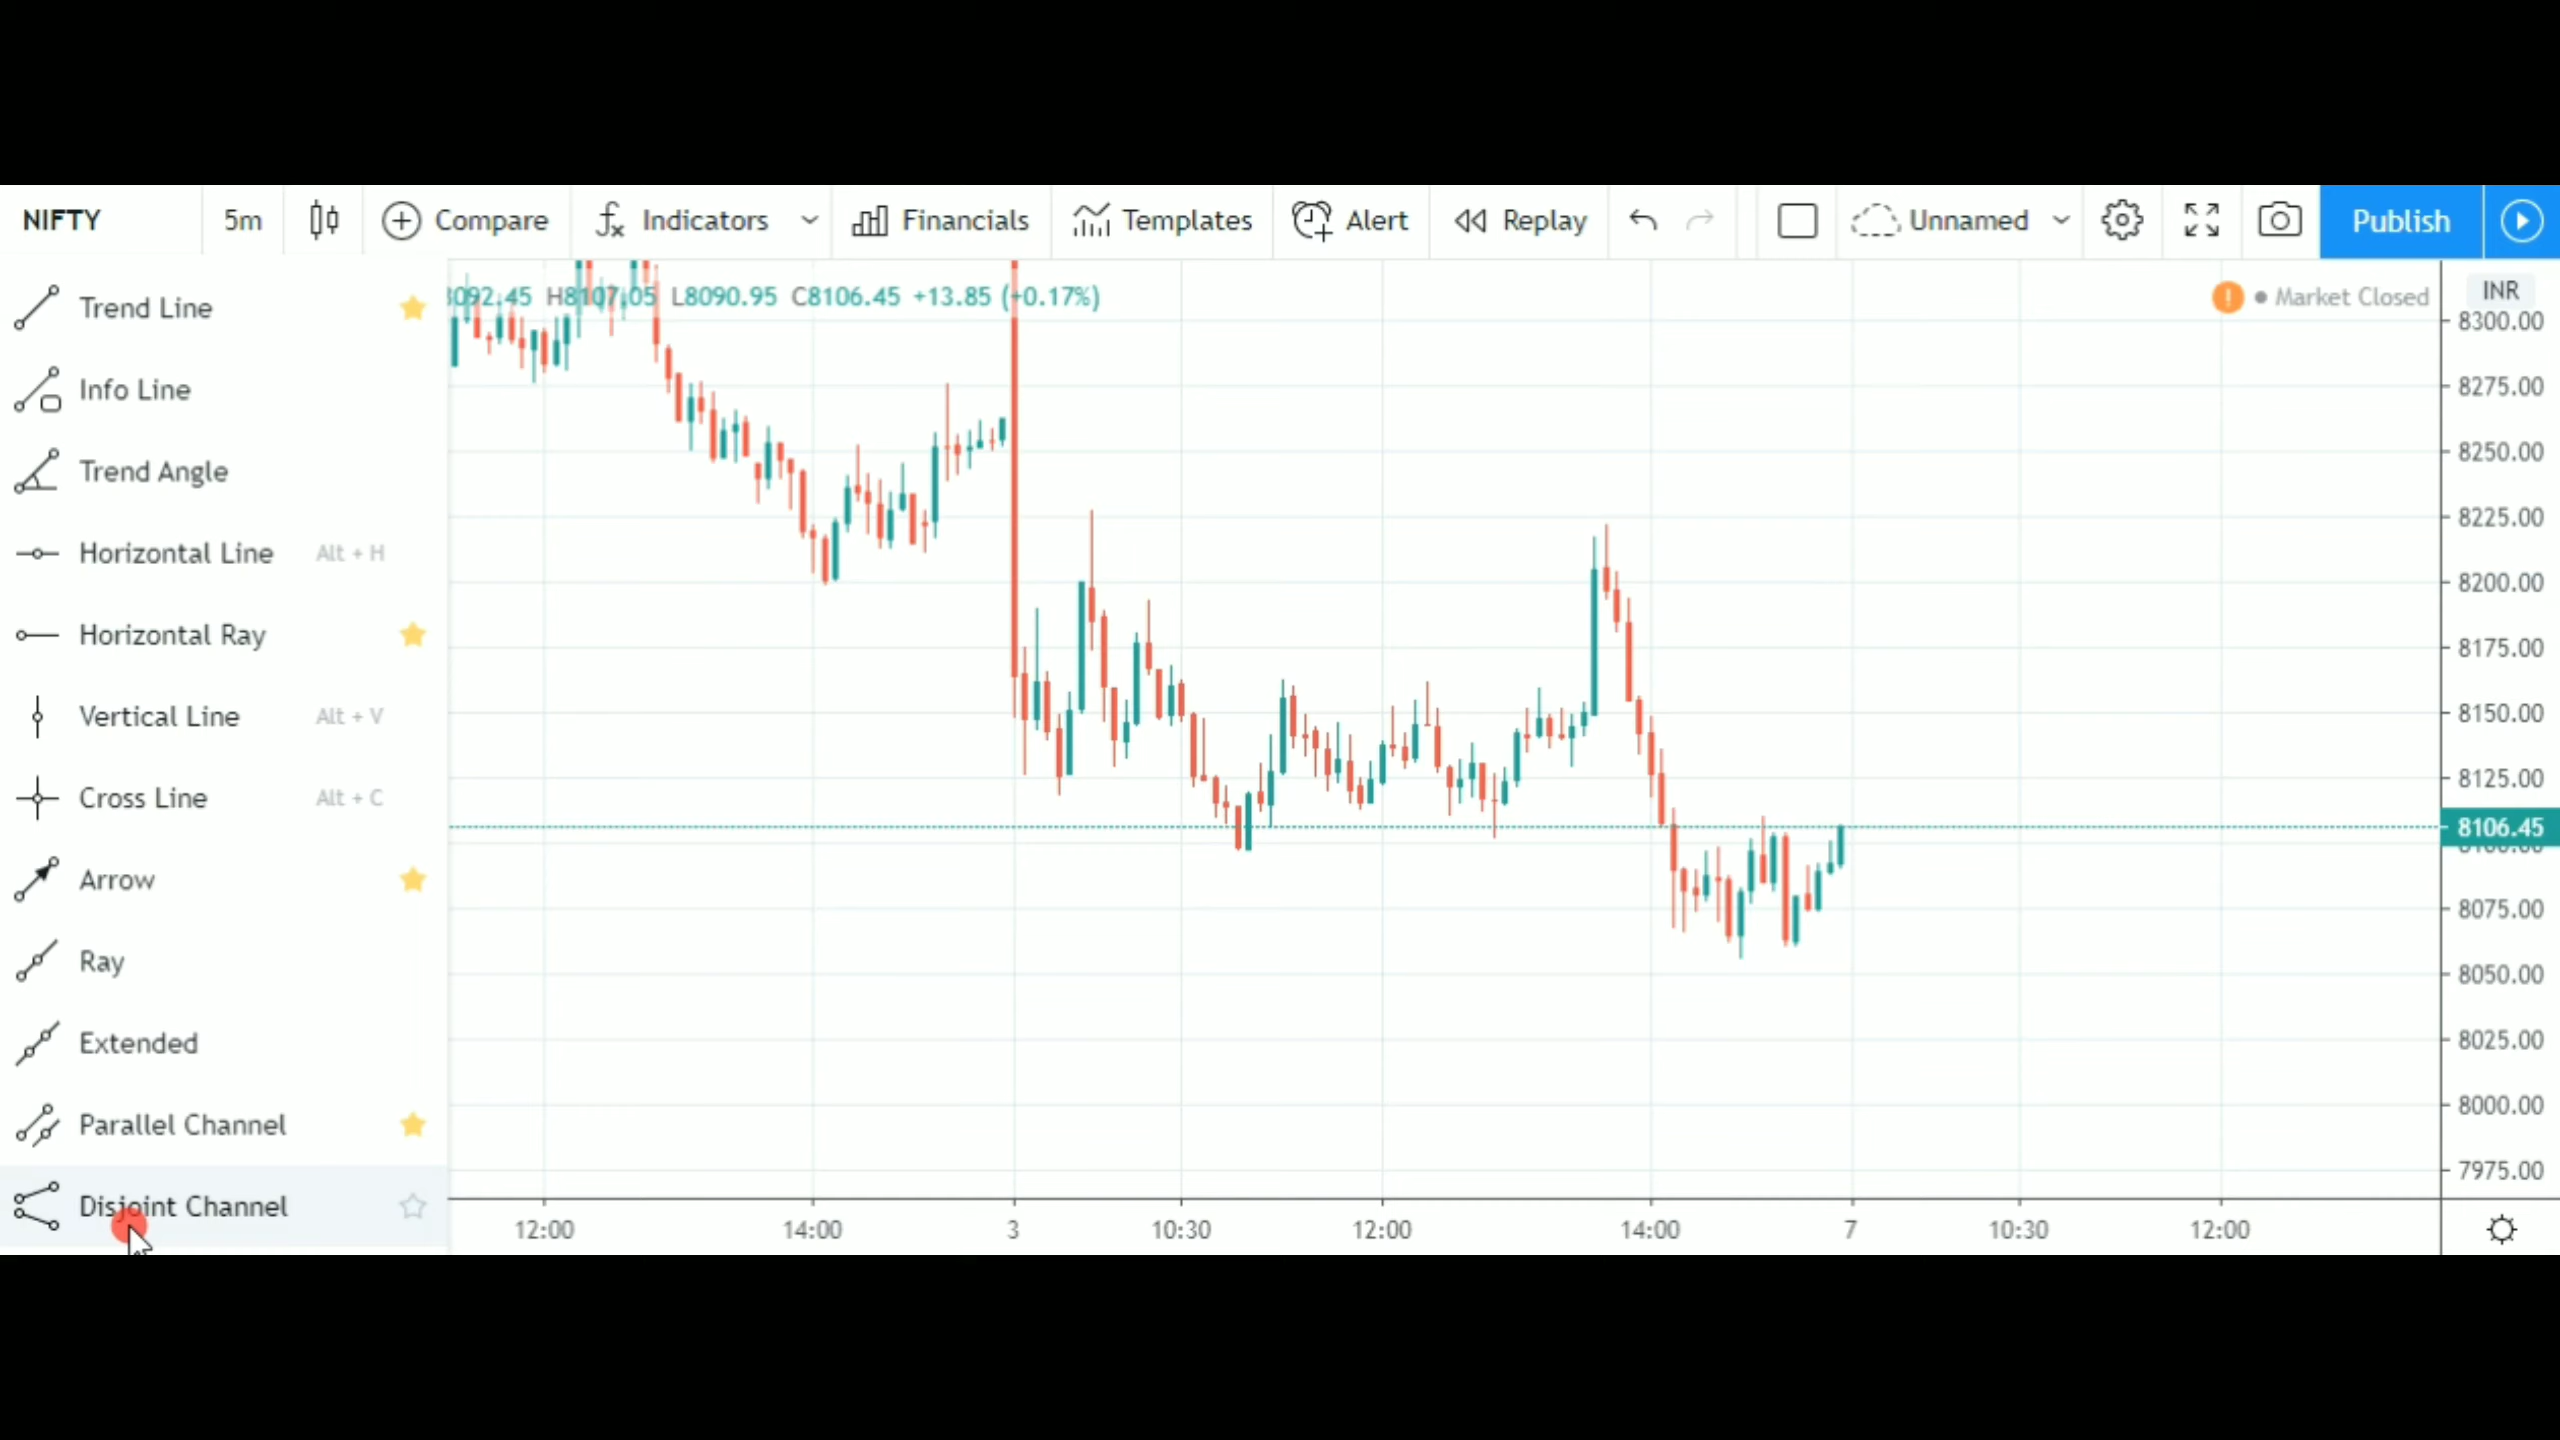 NIFTY 5m Compare Indicators Financials Templates Alert Replay Unnamed Publish
Trend Line
Info Line
Trend Angle
Horizontal Line Alt + H
Horizontal Ray
Vertical Line Alt + V
Cross Line Alt + C
Arrow
Ray
Extended
Parallel Channel
Disjoint Channel
H8107.05 L8090.95 C8106.45 +13.85 (+0.17%)
Market Closed
INR
8300.00
8275.00
8250.00
8225.00
8200.00
8175.00
8150.00
8125.00
8106.45
8075.00
8050.00
8025.00
8000.00
7975.00
12:00 14:00 3 10:30 12:00 14:00 7 10:30 12:00